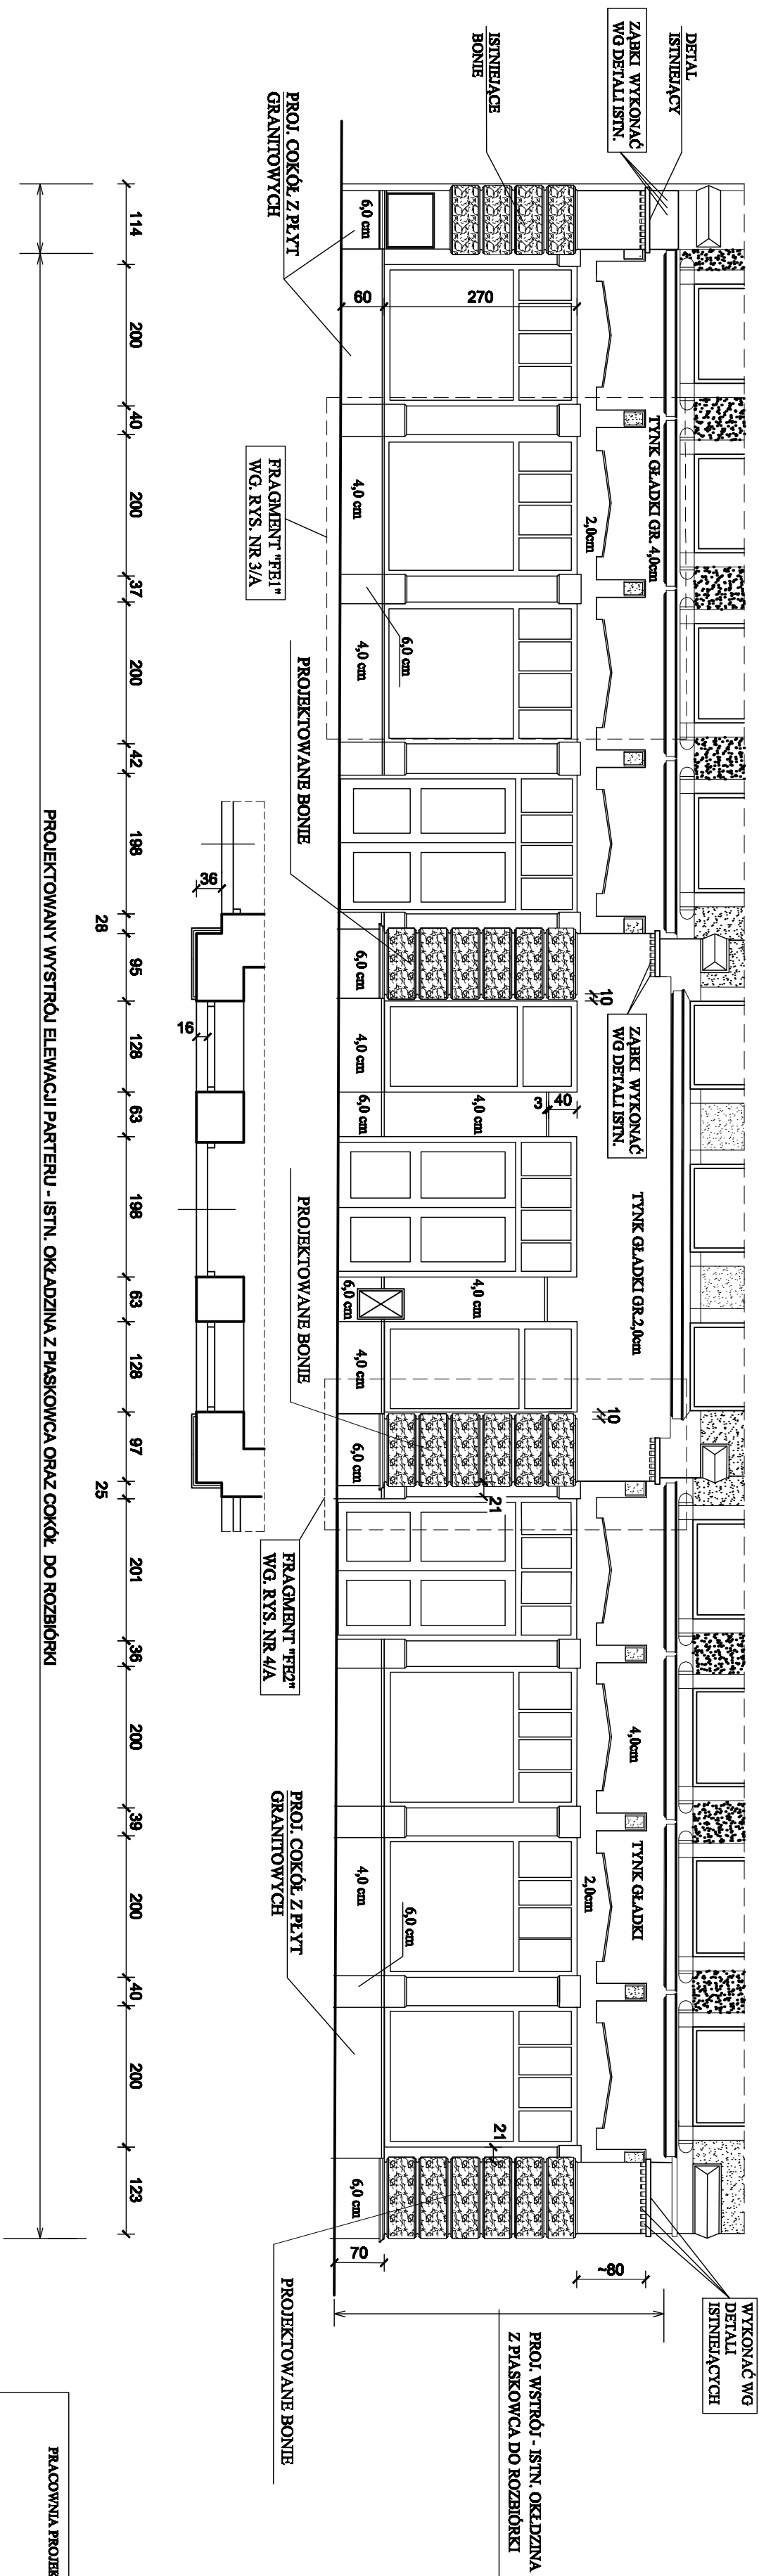 DETAL
ISTNIEJĄCY
ZĄBKI WYKONAĆ
WG DETALI ISTN.
ISTNIEJĄCE
BONIE
PROJ. COKÓŁ Z PŁYT
GRANITOWYCH
6,0 cm
60
270
TYNK GŁADKI GR. 4,0cm
2,0cm
4,0 cm
6,0 cm
4,0 cm
FRAGMENT "FE1"
WG. RYS. NR 3/A
PROJEKTOWANE BONIE
6,0 cm
10
ZĄBKI WYKONAĆ
WG DETALI ISTN.
4,0 cm
6,0 cm
4,0 cm
3
40
TYNK GŁADKI GR.2,0cm
4,0 cm
6,0 cm
4,0 cm
10
6,0 cm
21
PROJEKTOWANE BONIE
FRAGMENT "FE2"
WG. RYS. NR 4/A
4,0cm
TYNK GŁADKI
2,0cm
4,0 cm
6,0 cm
PROJ. COKÓŁ Z PŁYT
GRANITOWYCH
21
6,0 cm
70
~80
PROJEKTOWANE BONIE
WYKONAĆ WG
DETALI
ISTNIEJĄCYCH
PROJ. WSTRÓJ - ISTN. OKŁDZINA
Z PIASKOWCA DO ROZBIÓRKI
36
16
114 200 40 200 37 200 42 198 28 95 128 63 198 63 128 97 25 201 36 200 39 200 40 200 123
PROJEKTOWANY WYSTRÓJ ELEWACJI PARTERU - ISTN. OKŁADZINA Z PIASKOWCA ORAZ COKÓŁ DO ROZBIÓRKI
PRACOWNIA